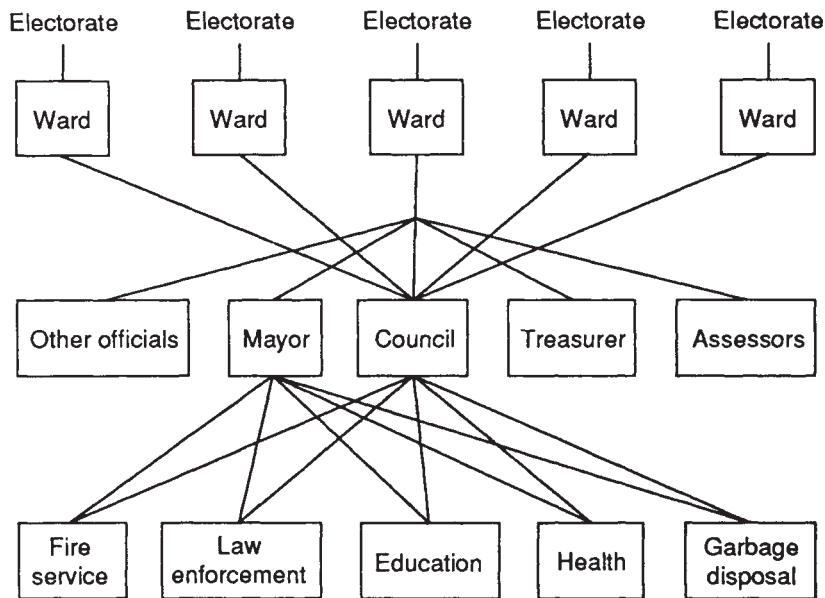 Electorate Electorate Electorate Electorate Electorate
Ward Ward Ward Ward Ward
Other officials Mayor Council Treasurer Assessors
Fire service
Law enforcement
Education
Health
Garbage disposal